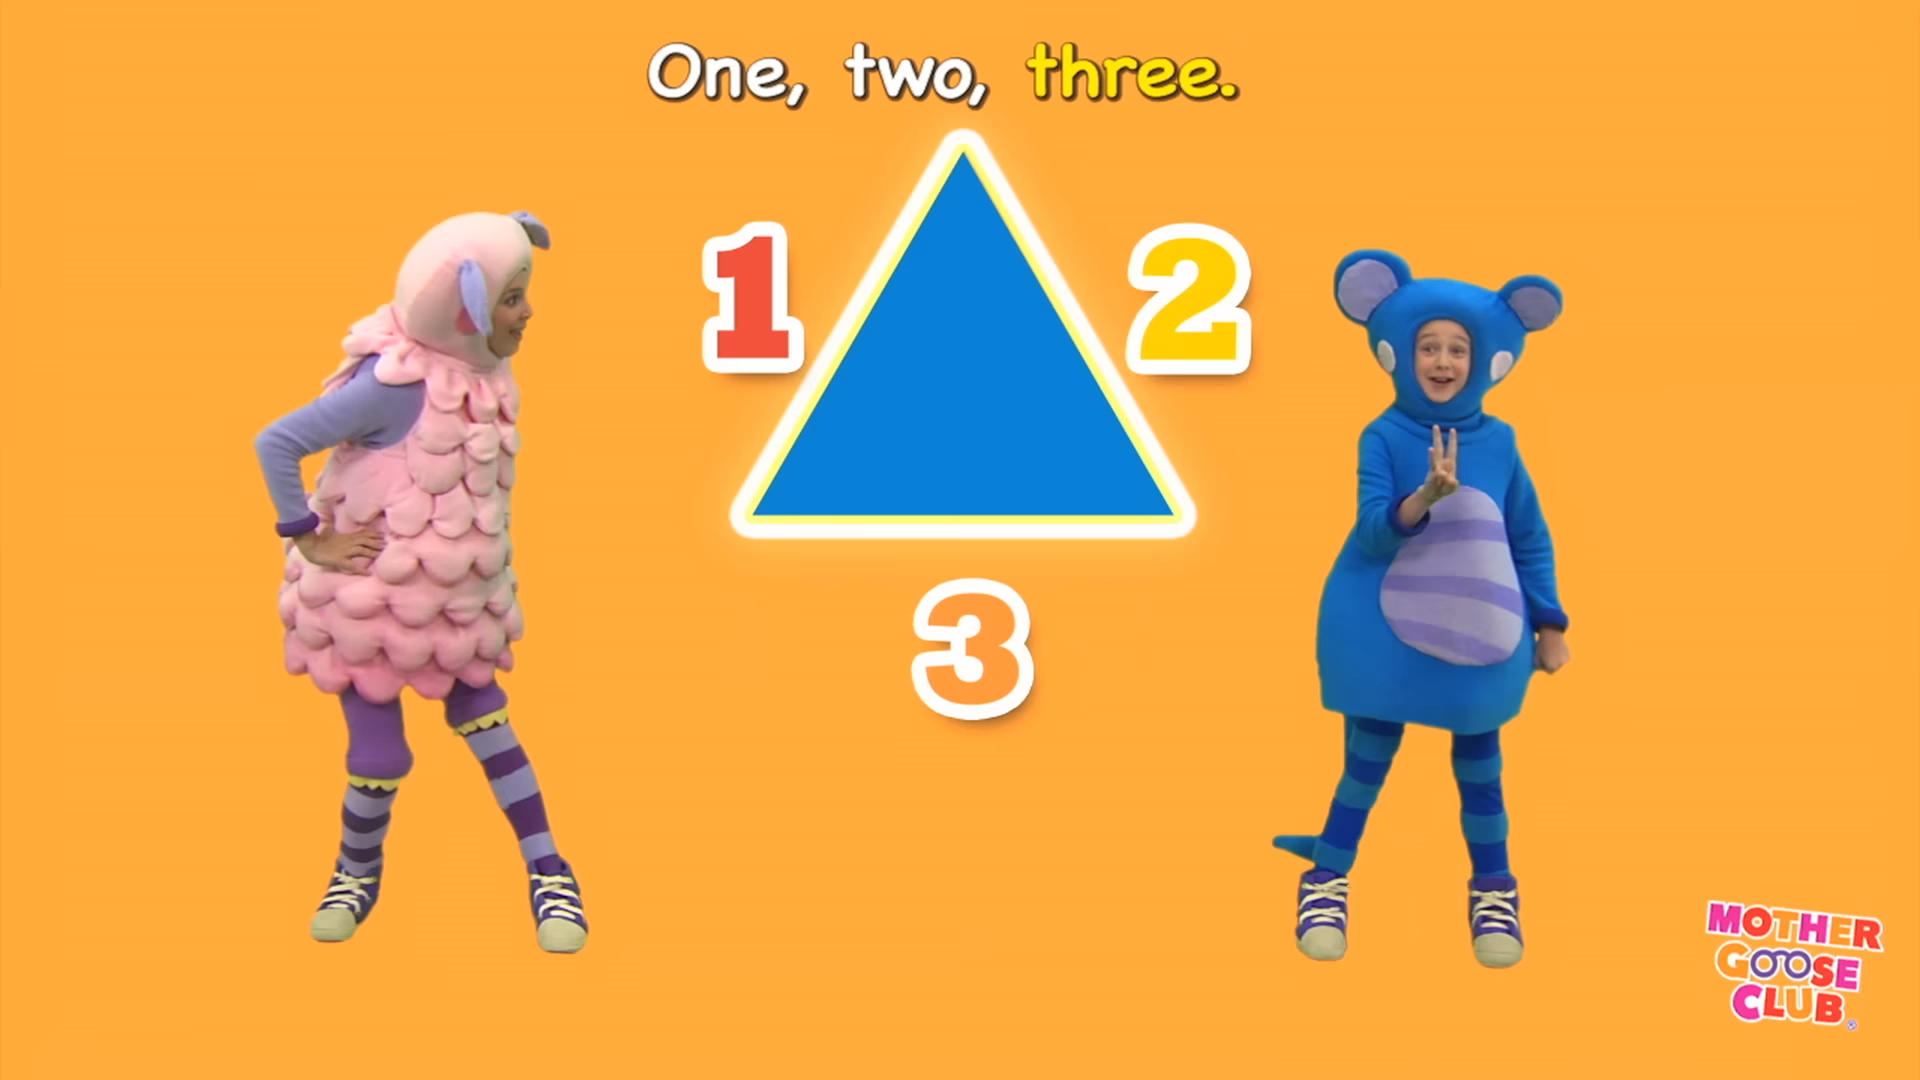 One, two, three.
1
2
3
MOTHER
GOOSE
CLUB